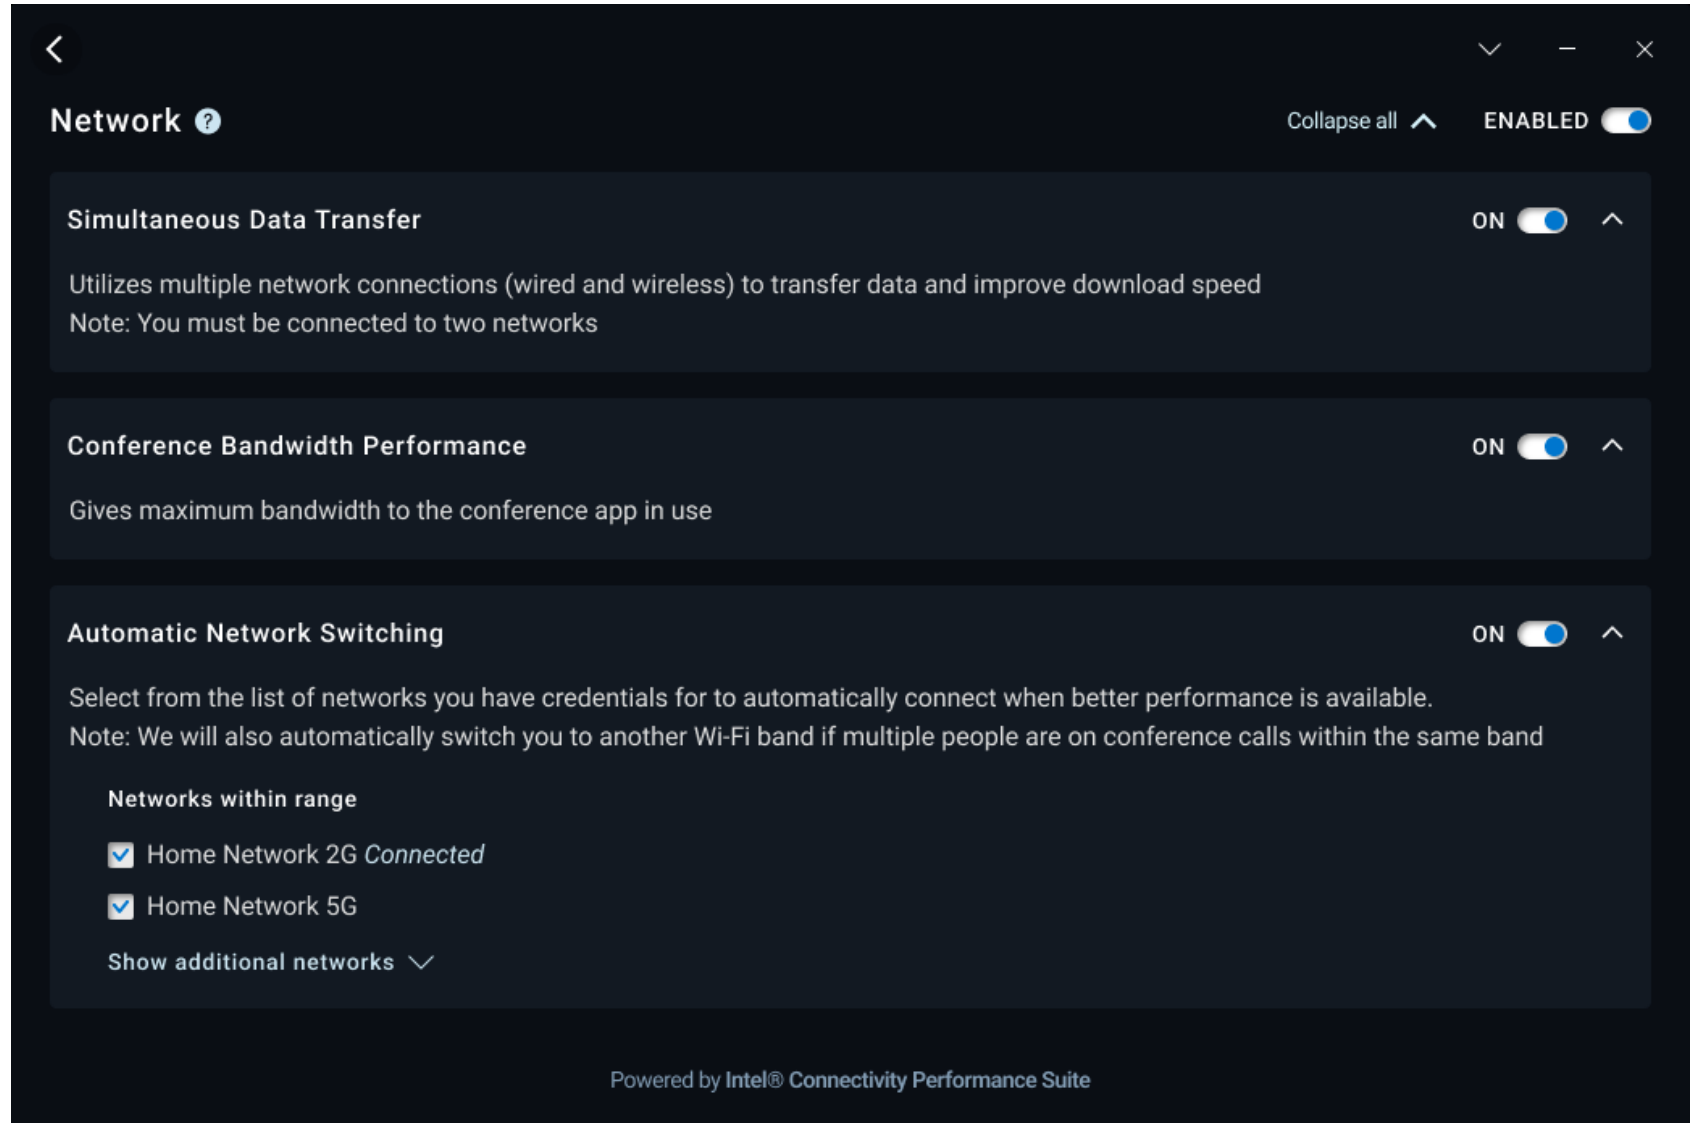 Network ?
Collapse all
ENABLED
Simultaneous Data Transfer
ON
Utilizes multiple network connections (wired and wireless) to transfer data and improve download speed
Note: You must be connected to two networks
Conference Bandwidth Performance
ON
Gives maximum bandwidth to the conference app in use
Automatic Network Switching
ON
Select from the list of networks you have credentials for to automatically connect when better performance is available.
Note: We will also automatically switch you to another Wi-Fi band if multiple people are on conference calls within the same band
Networks within range
Home Network 2G Connected
Home Network 5G
Show additional networks
Powered by Intel® Connectivity Performance Suite